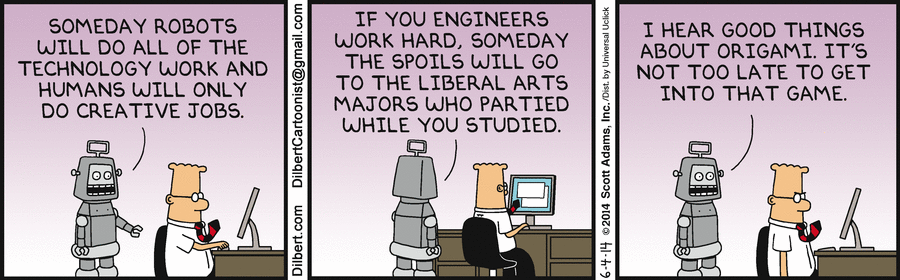 SOMEDAY ROBOTS
WILL DO ALL OF THE
TECHNOLOGY WORK AND
HUMANS WILL ONLY
DO CREATIVE JOBS.
Dilbert.com DilbertCartoonist@gmail.com
IF YOU ENGINEERS
WORK HARD, SOMEDAY
THE SPOILS WILL GO
TO THE LIBERAL ARTS
MAJORS WHO PARTIED
WHILE YOU STUDIED.
6-4-14 ©2014 Scott Adams, Inc./Dist. by Universal Uclick
I HEAR GOOD THINGS
ABOUT ORIGAMI. IT'S
NOT TOO LATE TO GET
INTO THAT GAME.